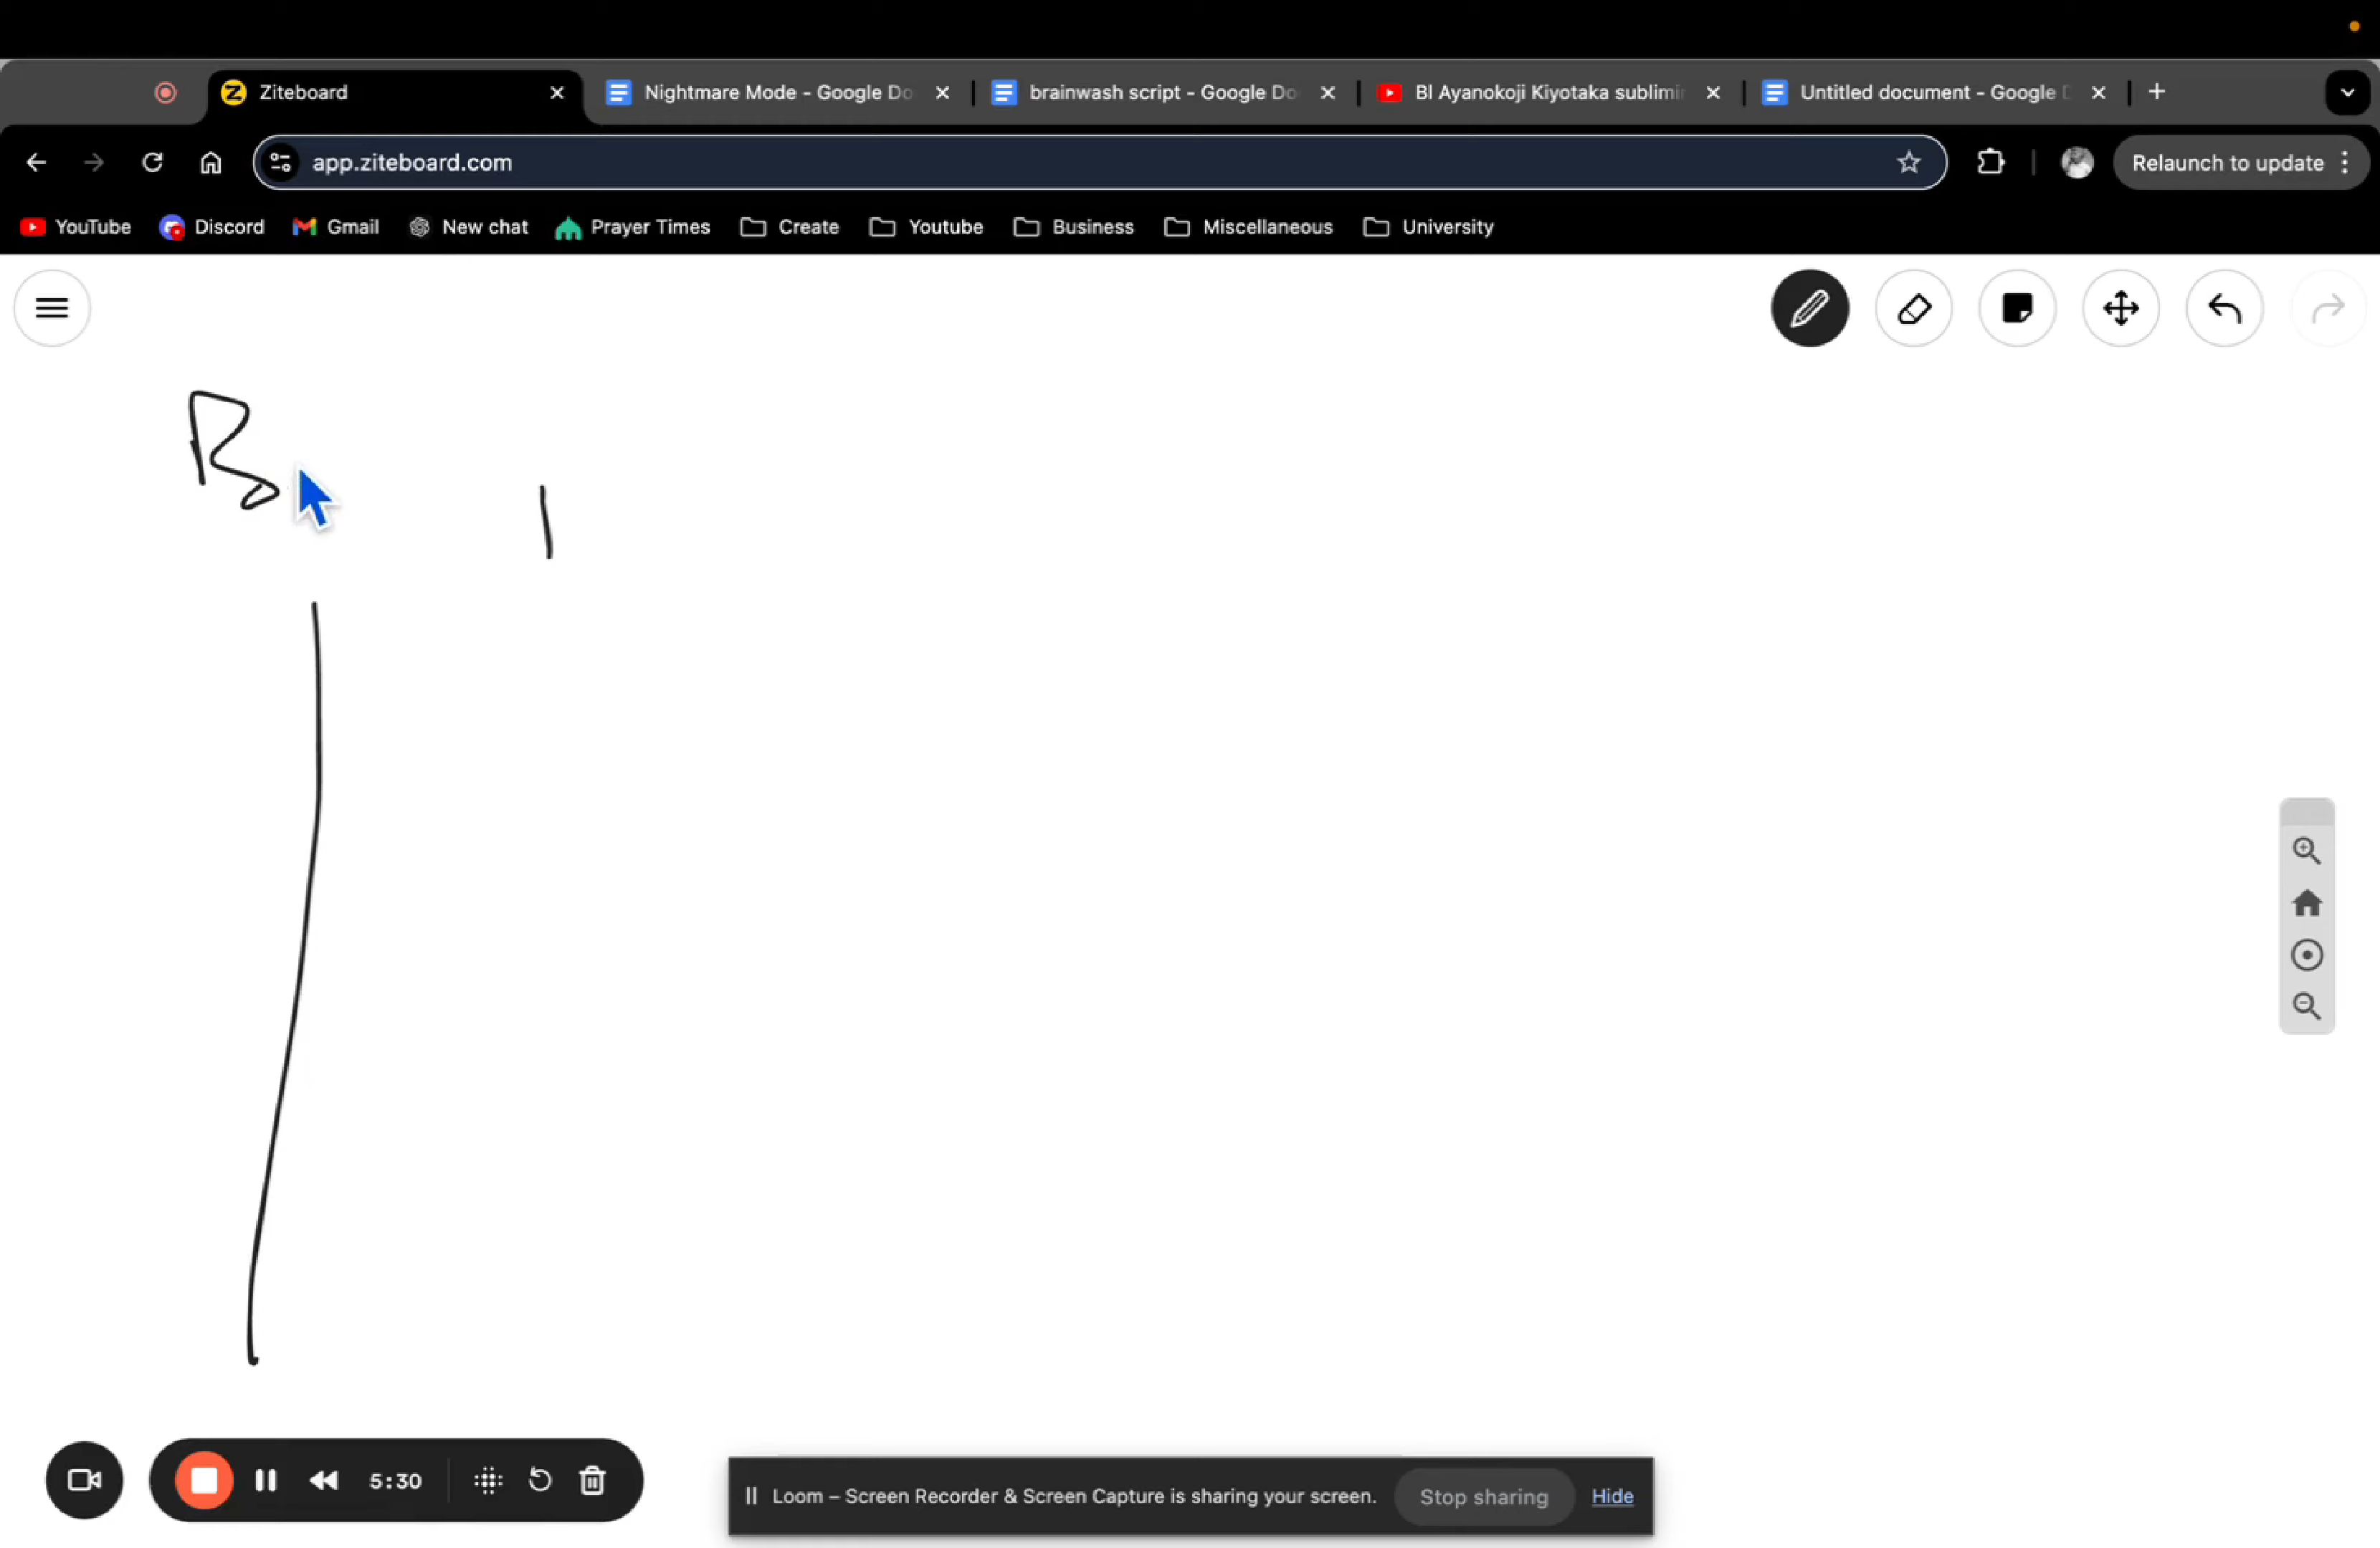 Ziteboard
Nightmare Mode - Google Do
brainwash script - Google Do
Bl Ayanokoji Kiyotaka sublimin
Untitled document - Google D
app.ziteboard.com
Relaunch to update
YouTube
Discord
Gmail
New chat
Prayer Times
Create
Youtube
Business
Miscellaneous
University
5:30
Loom – Screen Recorder & Screen Capture is sharing your screen.
Stop sharing
Hide